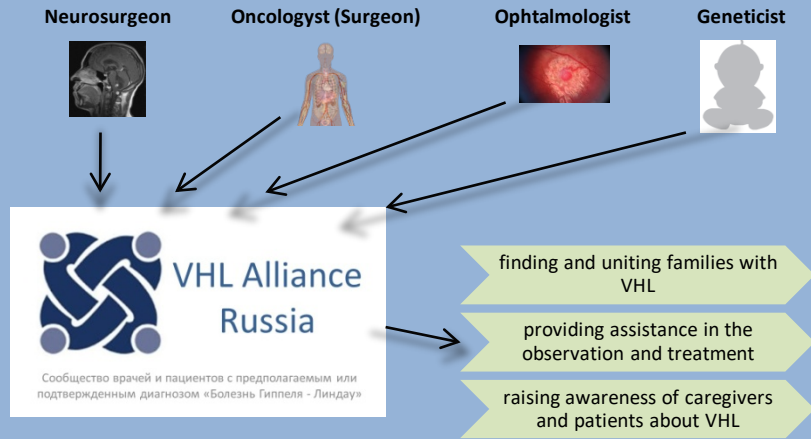 Neurosurgeon
Oncologyst (Surgeon)
Ophtalmologist
Geneticist
VHL Alliance
Russia
Сообщество врачей и пациентов с предполагаемым или
подтвержденным диагнозом «Болезнь Гиппеля - Линдау»
finding and uniting families with
VHL
providing assistance in the
observation and treatment
raising awareness of caregivers
and patients about VHL